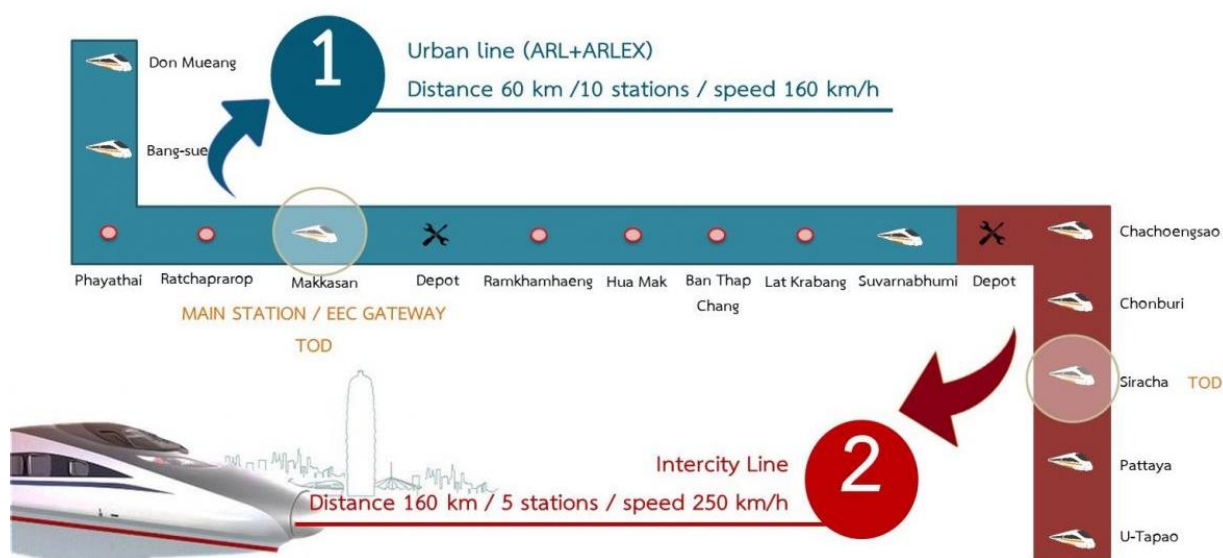 1
Urban line (ARL+ARLEX)
Distance 60 km /10 stations / speed 160 km/h
Don Mueang
Bang-sue
Phayathai
Ratchaprarop
Makkasan
Depot
Ramkhamhaeng
Hua Mak
Ban Thap
Chang
Lat Krabang
Suvarnabhumi
Depot
MAIN STATION / EEC GATEWAY
TOD
Chachoengsao
Chonburi
Siracha TOD
Pattaya
U-Tapao
2
Intercity Line
Distance 160 km / 5 stations / speed 250 km/h